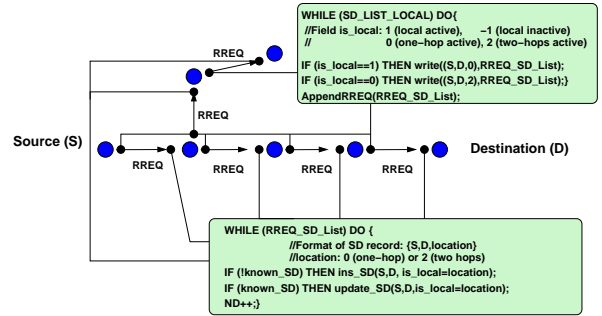 WHILE (SD_LIST_LOCAL) DO{
//Field is_local: 1 (local active), −1 (local inactive)
// 0 (one-hop active), 2 (two-hops active)
IF (is_local==1) THEN write((S,D,0),RREQ_SD_List);
IF (is_local==0) THEN write((S,D,2),RREQ_SD_List);}
AppendRREQ(RREQ_SD_List);
RREQ
RREQ
Source (S)
Destination (D)
RREQ
RREQ
RREQ
RREQ
WHILE (RREQ_SD_List) DO {
//Format of SD record: {S,D,location}
//location: 0 (one-hop) or 2 (two hops)
IF (!known_SD) THEN ins_SD(S,D, is_local=location);
IF (known_SD) THEN update_SD(S,D,is_local=location);
ND++;}